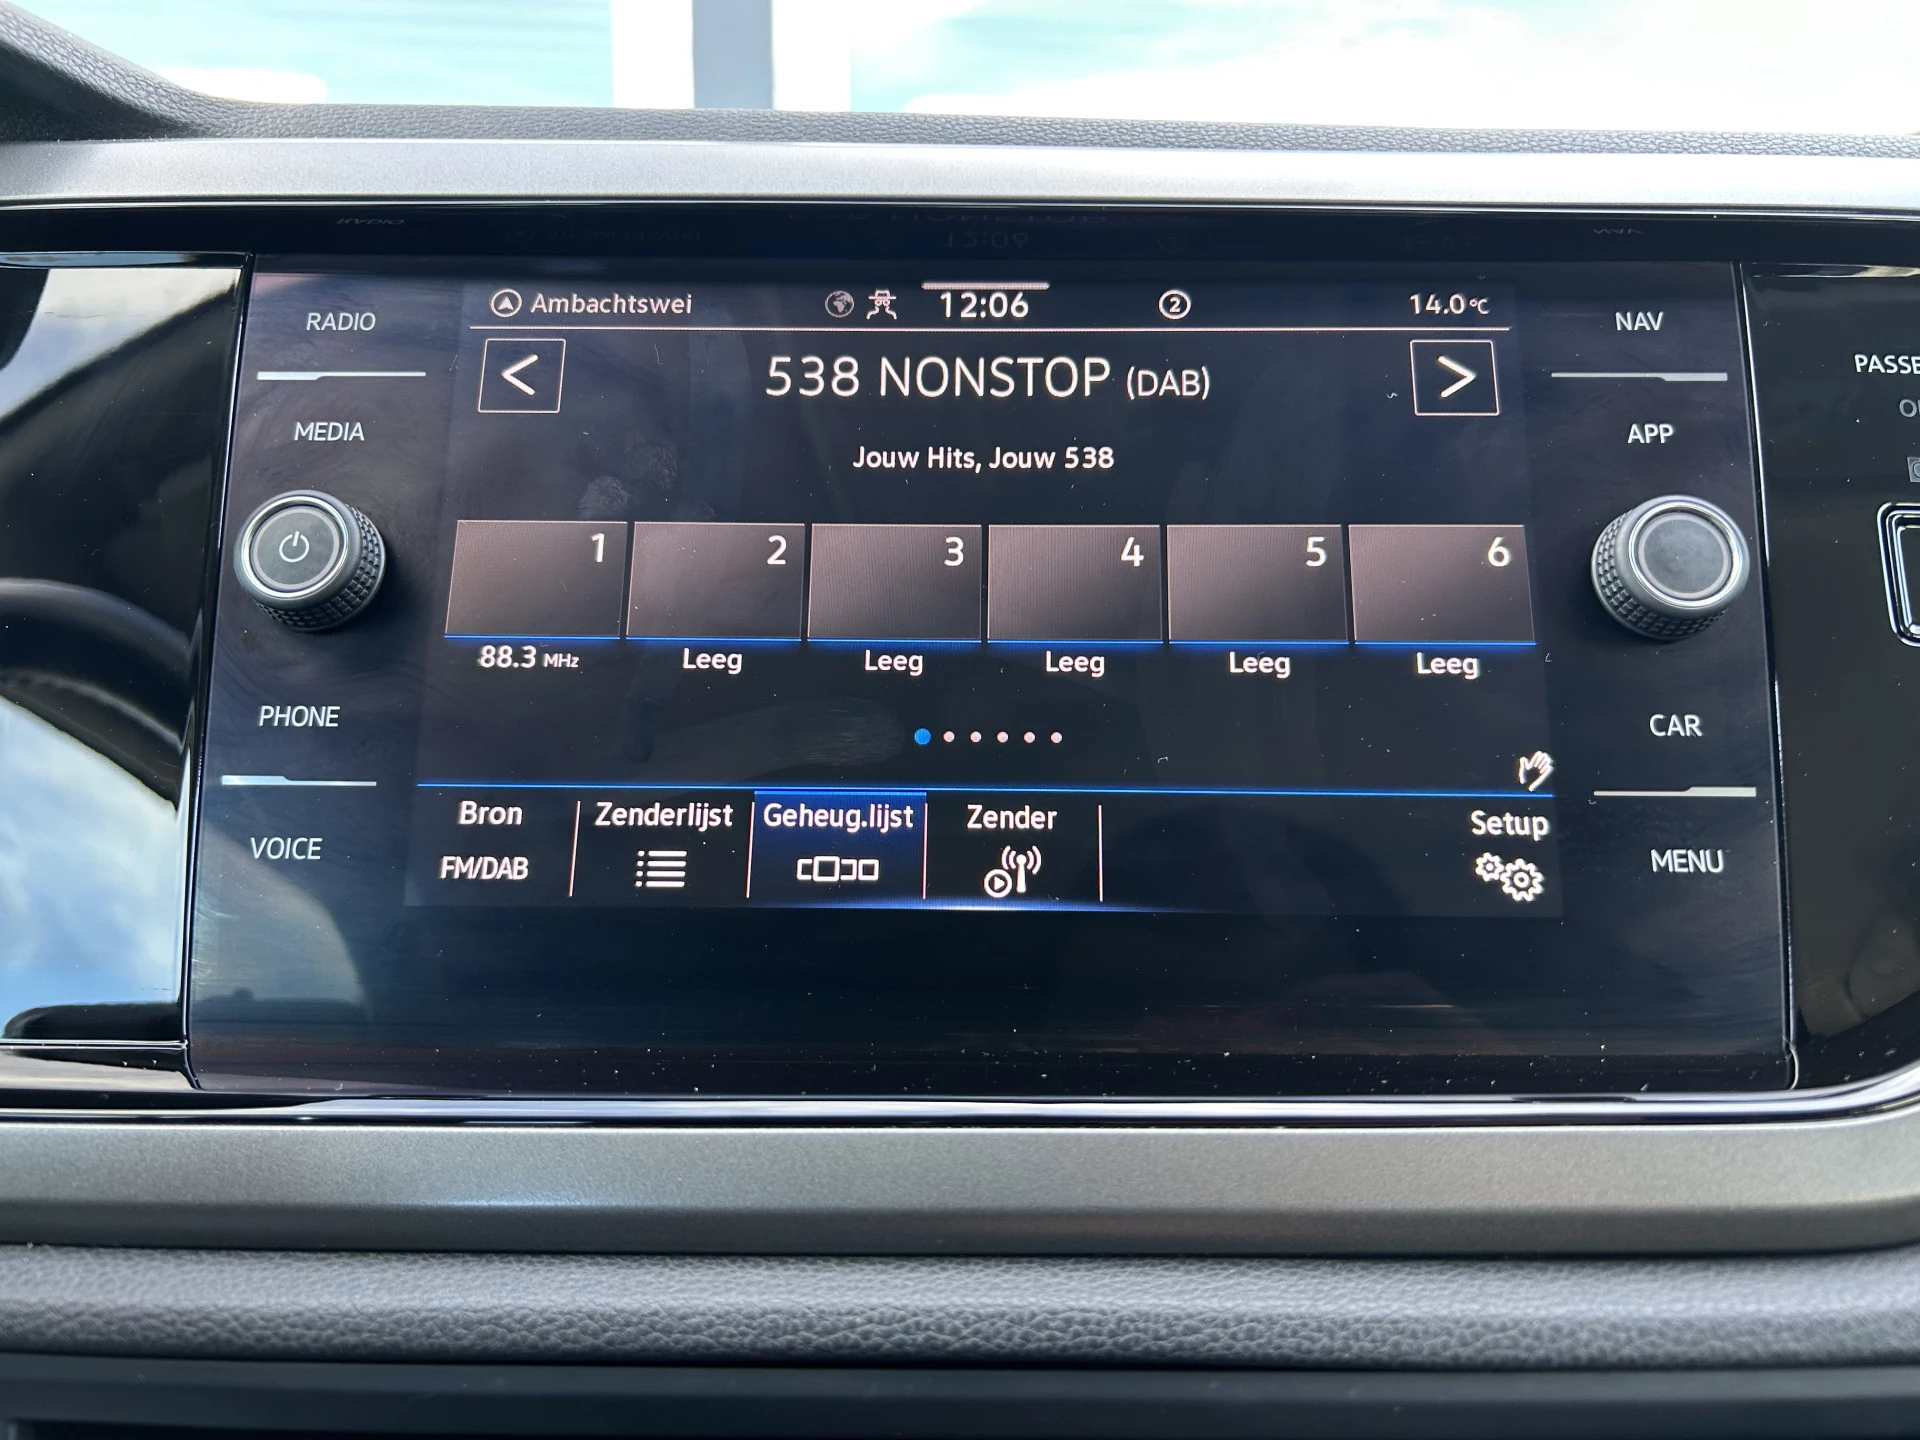 RADIO
MEDIA
PHONE
VOICE
Ambachtswei 12:06 2 14.0°C
< 538 NONSTOP (DAB) >
Jouw Hits, Jouw 538
1 2 3 4 5 6
88.3 MHz Leeg Leeg Leeg Leeg Leeg
Bron Zenderlijst Geheug.lijst Zender Setup
FM/DAB
NAV
APP
CAR
MENU